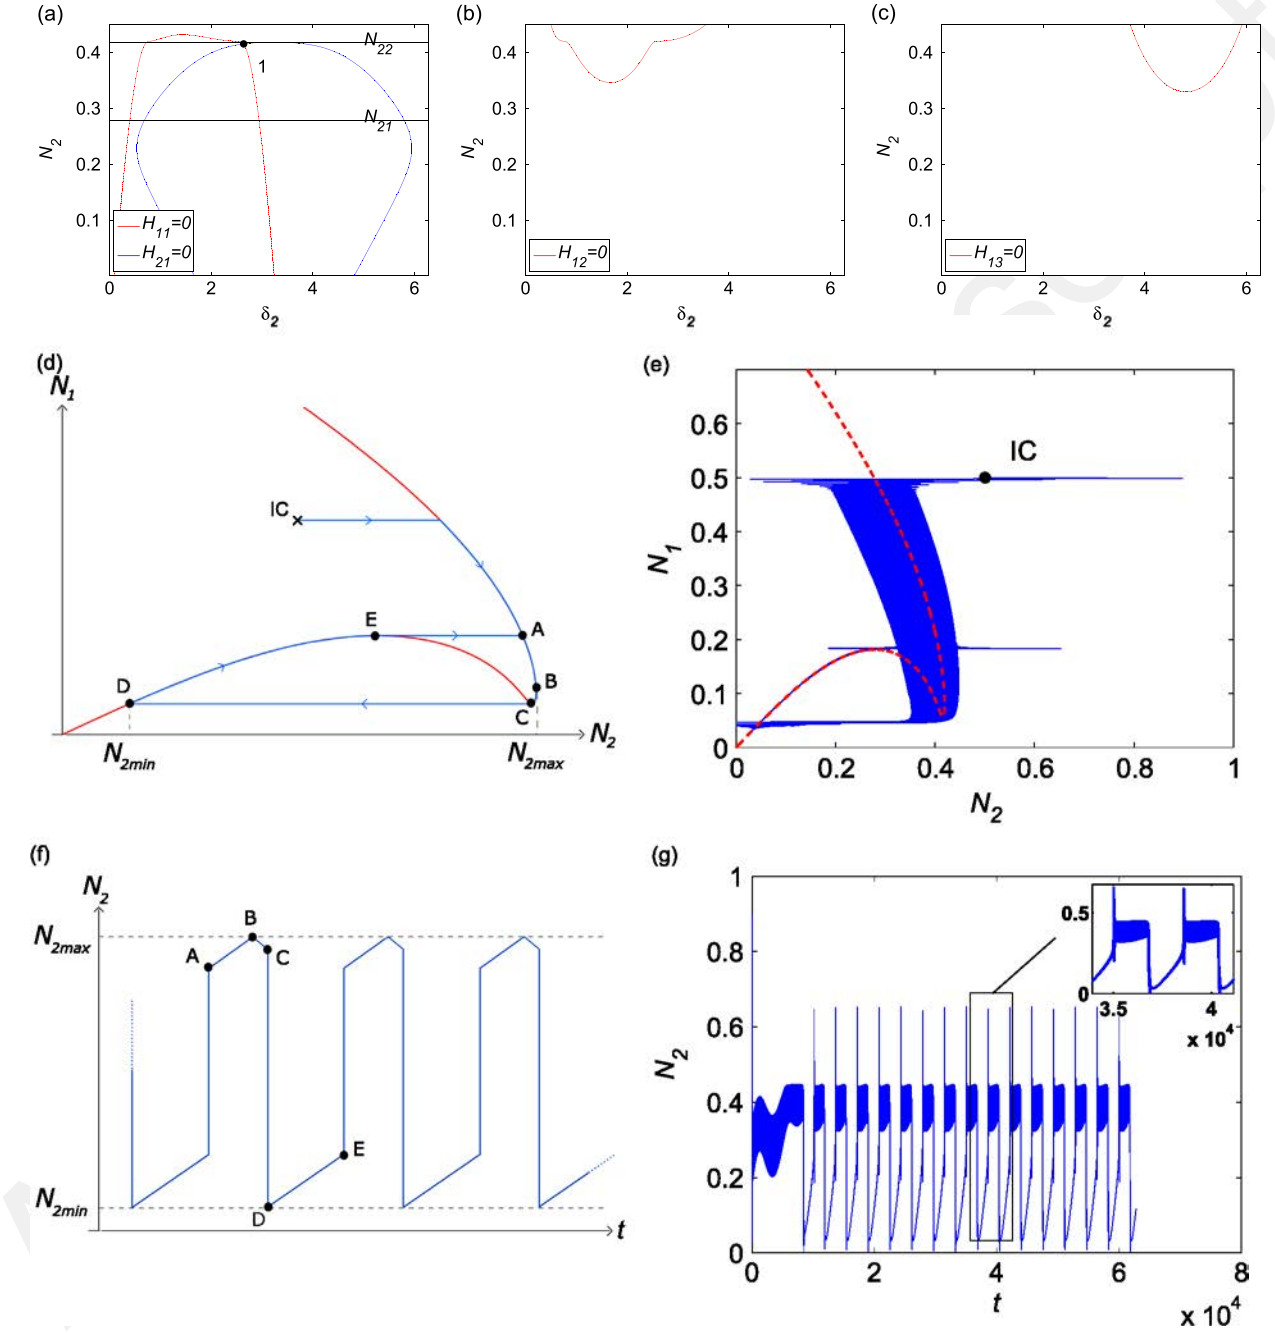 (a)
N2
0.4
0.3
0.2
0.1
N22
1
N21
H11=0
H21=0
0 2 4 6
δ2
(b)
N2
0.4
0.3
0.2
0.1
H12=0
0 2 4 6
δ2
(c)
N2
0.4
0.3
0.2
0.1
H13=0
0 2 4 6
δ2
(d)
N1
IC
E
A
D
B
C
N2
N2min
N2max
(e)
N1
0.6
0.5
0.4
0.3
0.2
0.1
0
IC
0 0.2 0.4 0.6 0.8 1
N2
(f)
N2
N2max
A
B
C
E
N2min
D
t
(g)
N2
1
0.8
0.6
0.4
0.2
0
0.5
0
3.5 4
x 10^4
0 2 4 6 8
t
x 10^4